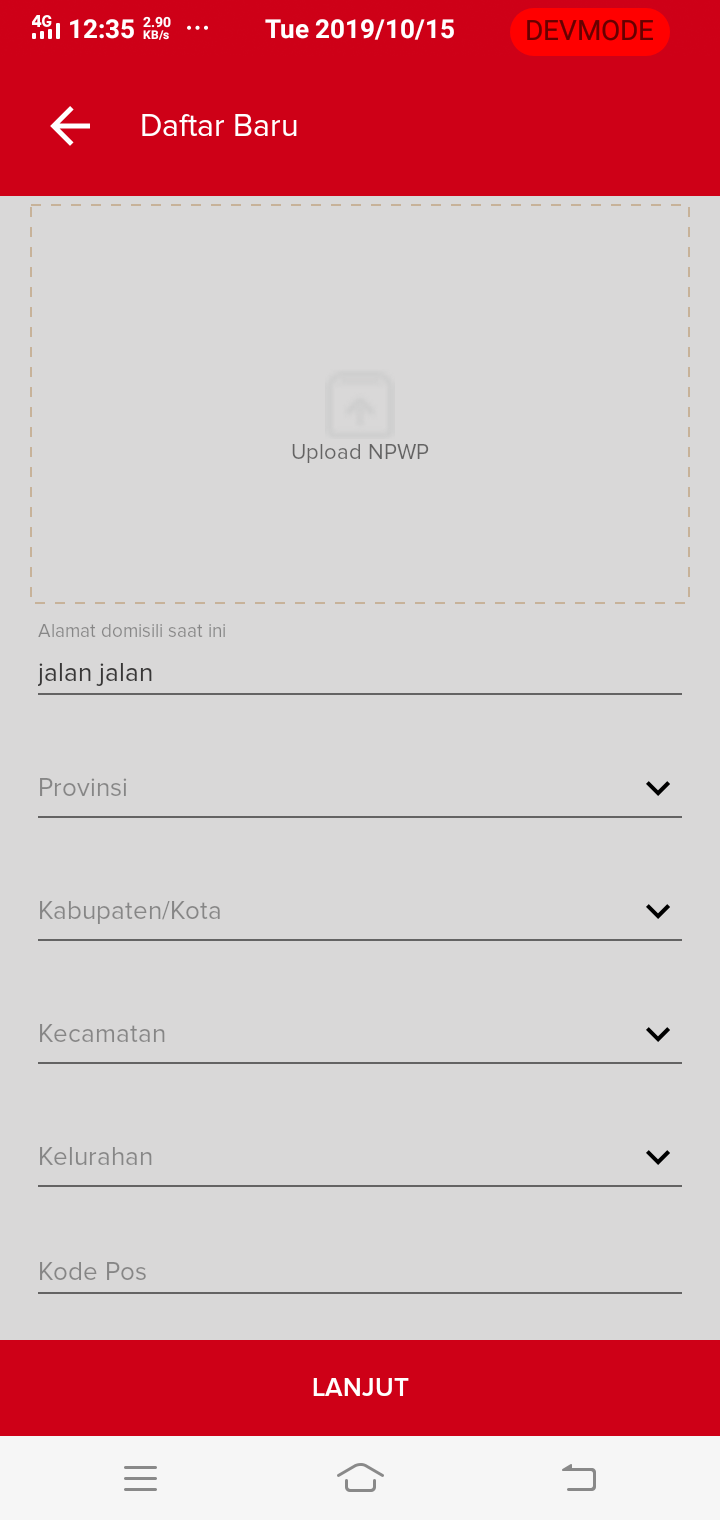 4G 12:35 2.90 KB/s ... Tue 2019/10/15 DEVMODE
Daftar Baru
Upload NPWP
Alamat domisili saat ini
jalan jalan
Provinsi
Kabupaten/Kota
Kecamatan
Kelurahan
Kode Pos
LANJUT